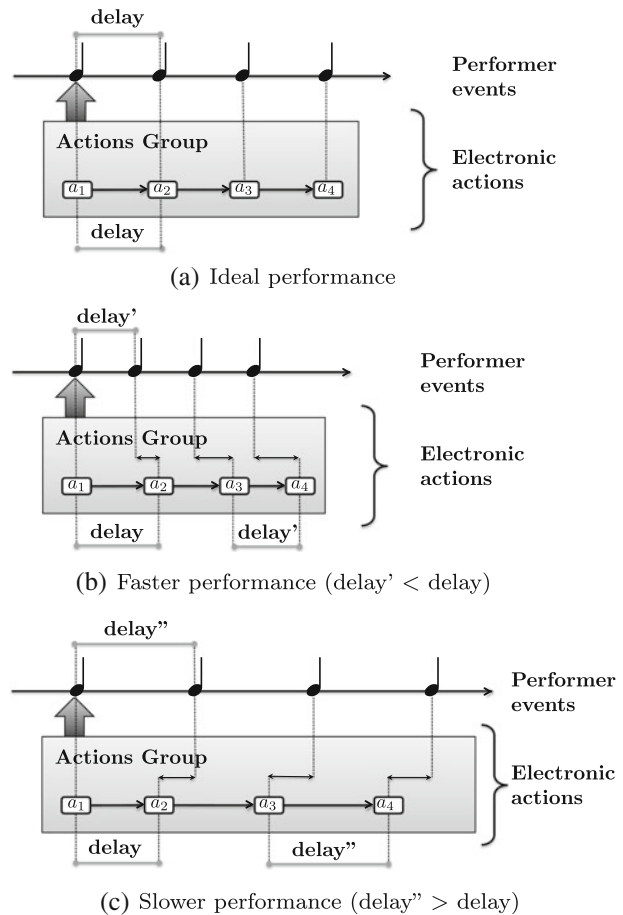 delay
Performer
events
Actions Group
Electronic
actions
a1 a2 a3 a4
delay
(a) Ideal performance
delay'
Performer
events
Actions Group
Electronic
actions
a1 a2 a3 a4
delay delay'
(b) Faster performance (delay' < delay)
delay"
Performer
events
Actions Group
Electronic
actions
a1 a2 a3 a4
delay delay"
(c) Slower performance (delay" > delay)